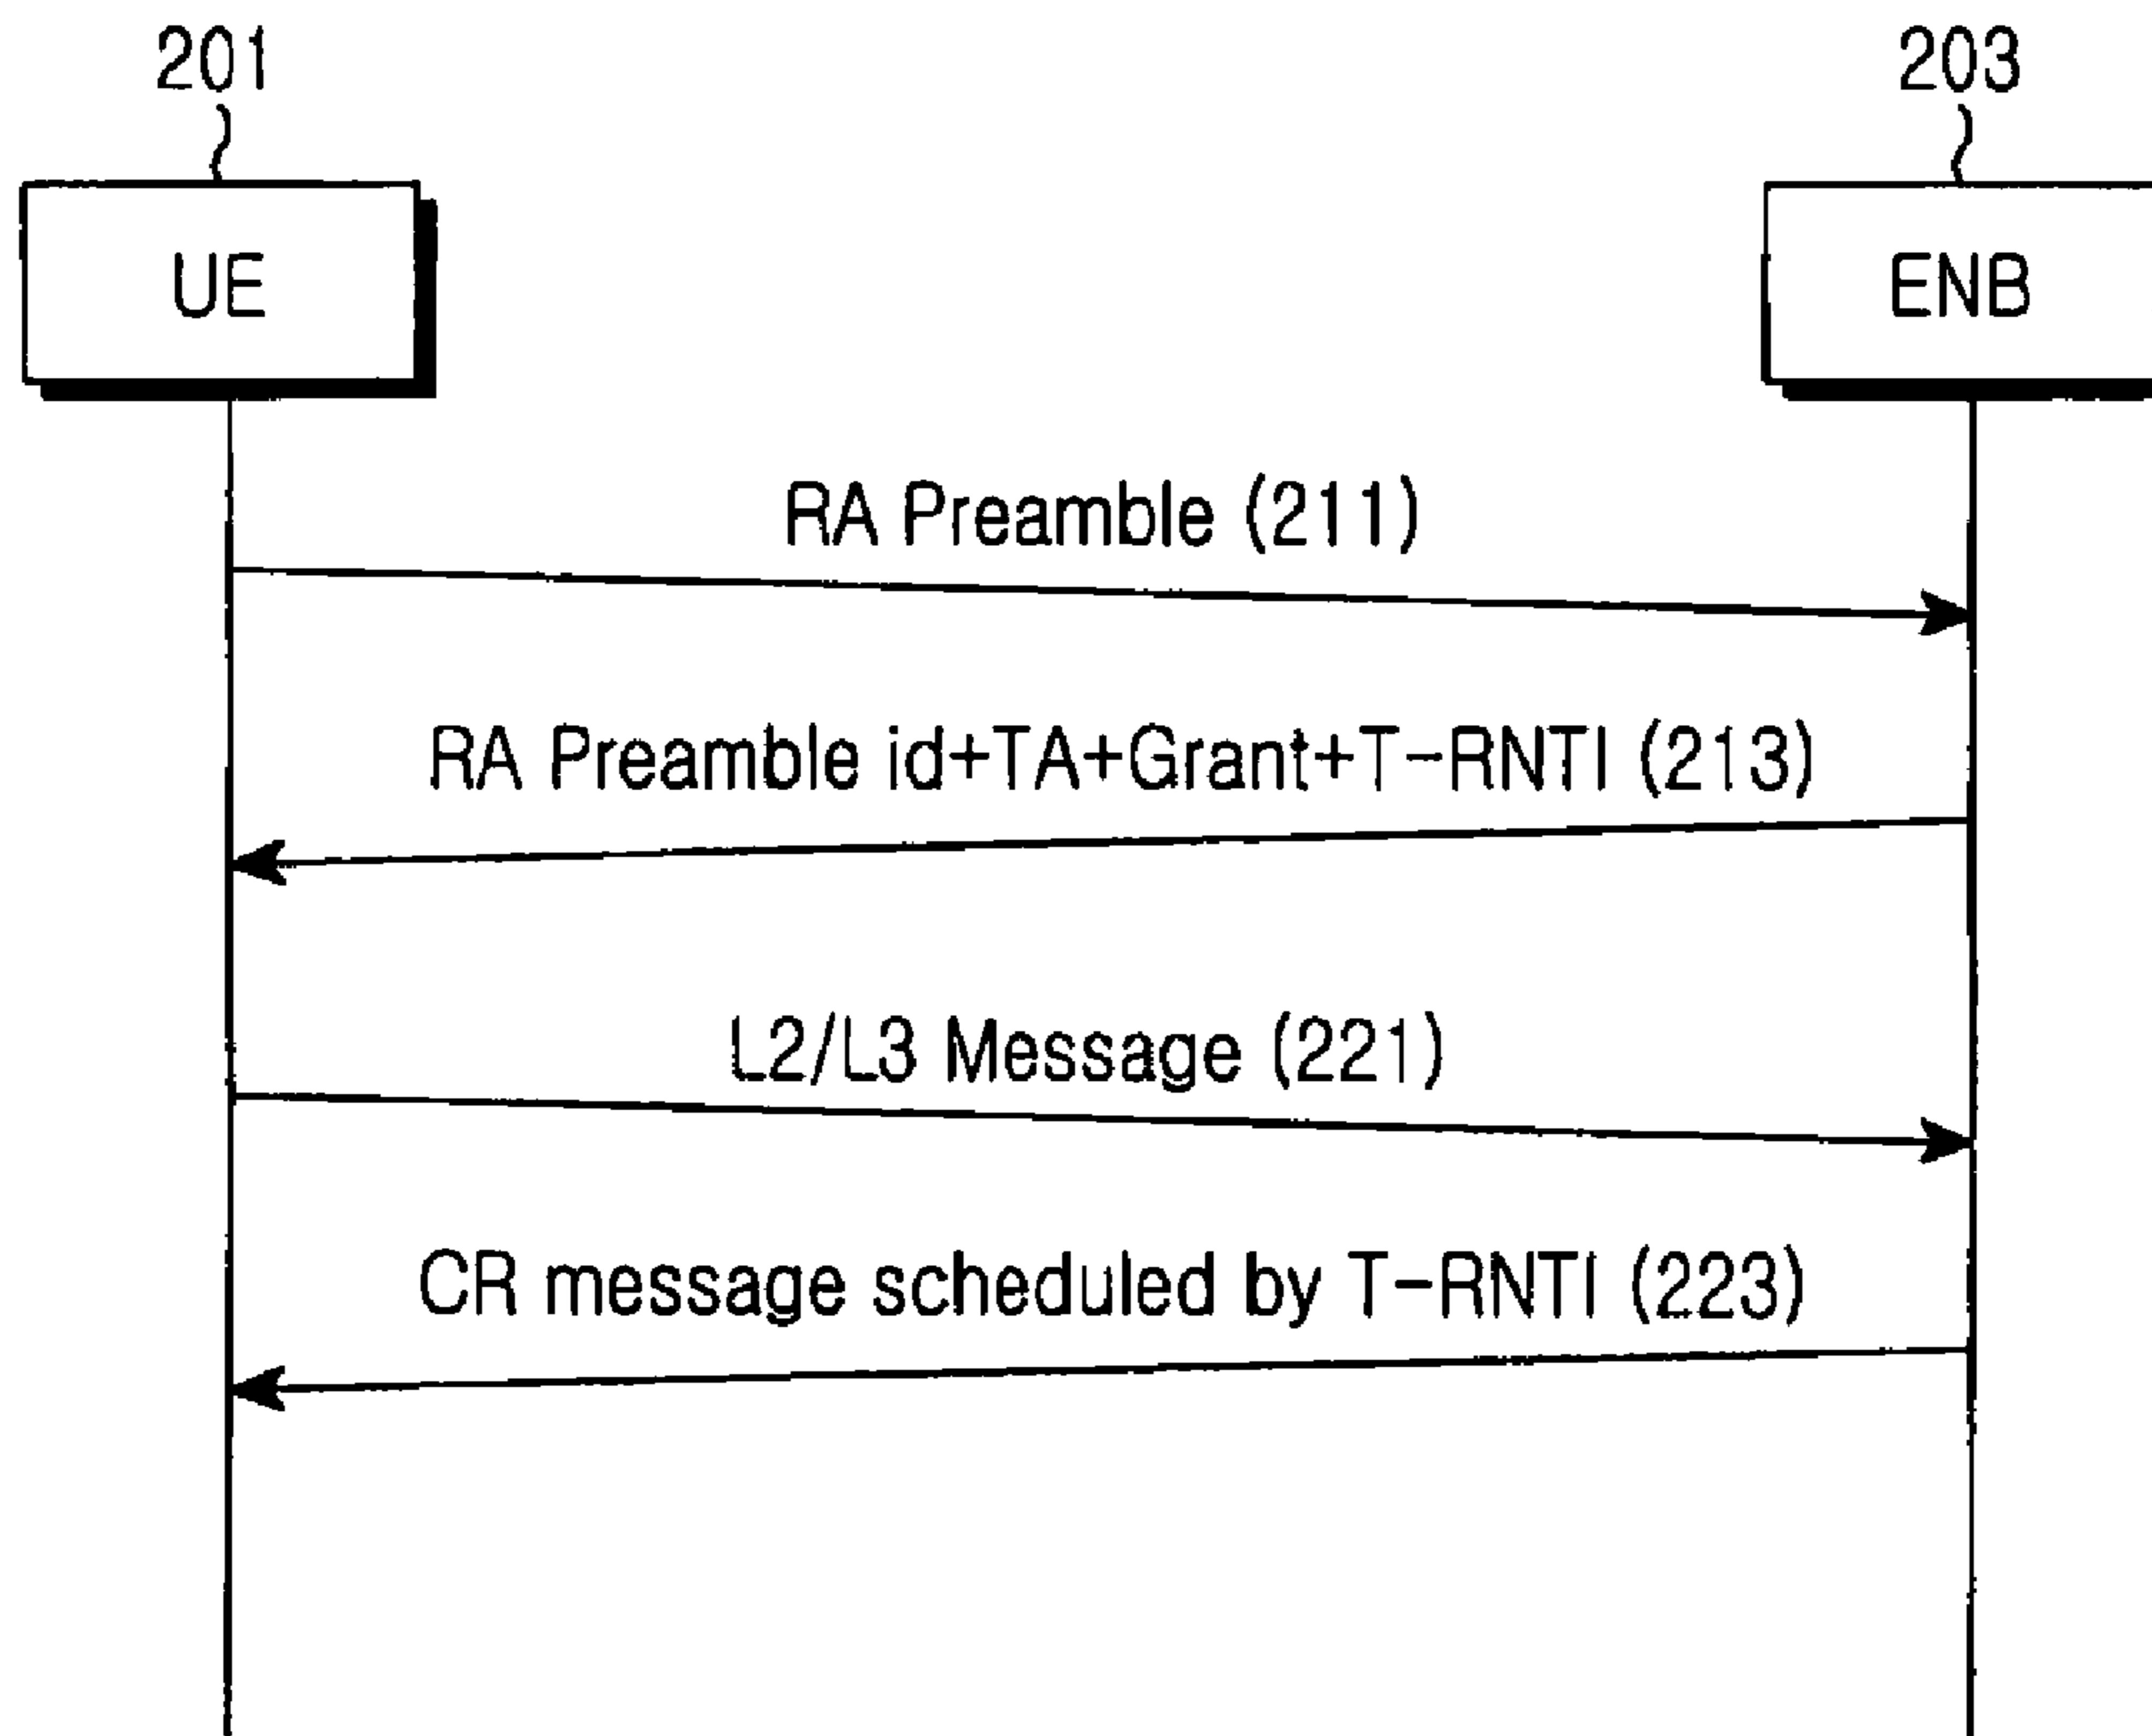 201
203
UE
ENB
RA Preamble (211)
RA Preamble id+TA+Grant+T-RNTI (213)
L2/L3 Message (221)
CR message scheduled by T-RNTI (223)